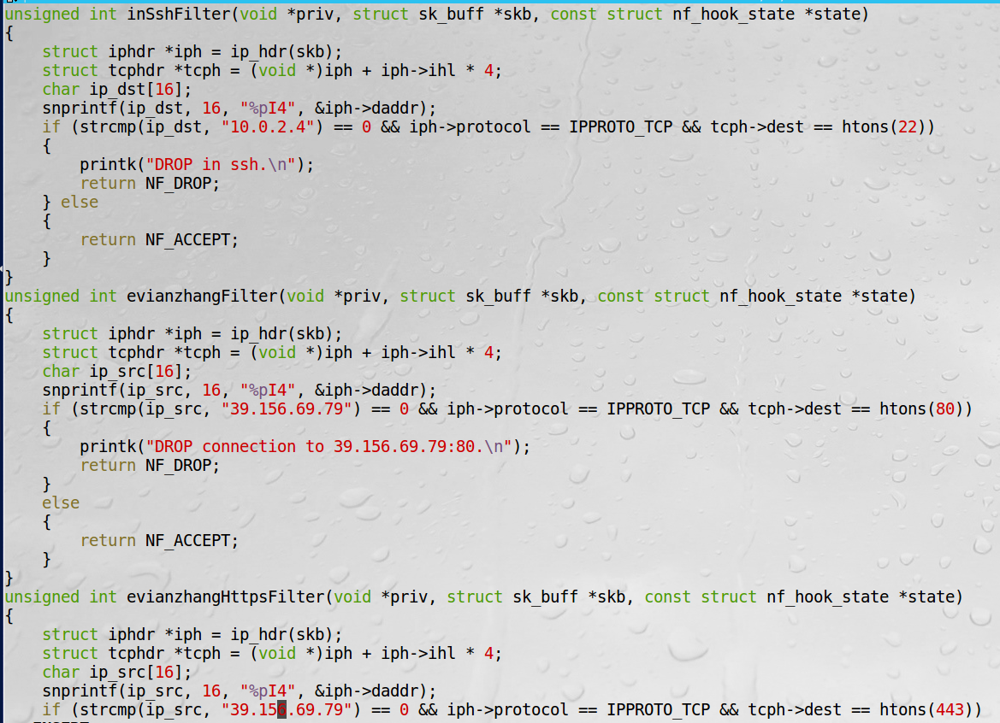 unsigned int inSshFilter(void *priv, struct sk_buff *skb, const struct nf_hook_state *state)
{
    struct iphdr *iph = ip_hdr(skb);
    struct tcphdr *tcph = (void *)iph + iph->ihl * 4;
    char ip_dst[16];
    snprintf(ip_dst, 16, "%pI4", &iph->daddr);
    if (strcmp(ip_dst, "10.0.2.4") == 0 && iph->protocol == IPPROTO_TCP && tcph->dest == htons(22))
    {
        printk("DROP in ssh.\n");
        return NF_DROP;
    } else
    {
        return NF_ACCEPT;
    }
}
unsigned int evianzhangFilter(void *priv, struct sk_buff *skb, const struct nf_hook_state *state)
{
    struct iphdr *iph = ip_hdr(skb);
    struct tcphdr *tcph = (void *)iph + iph->ihl * 4;
    char ip_src[16];
    snprintf(ip_src, 16, "%pI4", &iph->daddr);
    if (strcmp(ip_src, "39.156.69.79") == 0 && iph->protocol == IPPROTO_TCP && tcph->dest == htons(80))
    {
        printk("DROP connection to 39.156.69.79:80.\n");
        return NF_DROP;
    }
    else
    {
        return NF_ACCEPT;
    }
}
unsigned int evianzhangHttpsFilter(void *priv, struct sk_buff *skb, const struct nf_hook_state *state)
{
    struct iphdr *iph = ip_hdr(skb);
    struct tcphdr *tcph = (void *)iph + iph->ihl * 4;
    char ip_src[16];
    snprintf(ip_src, 16, "%pI4", &iph->daddr);
    if (strcmp(ip_src, "39.156.69.79") == 0 && iph->protocol == IPPROTO_TCP && tcph->dest == htons(443))